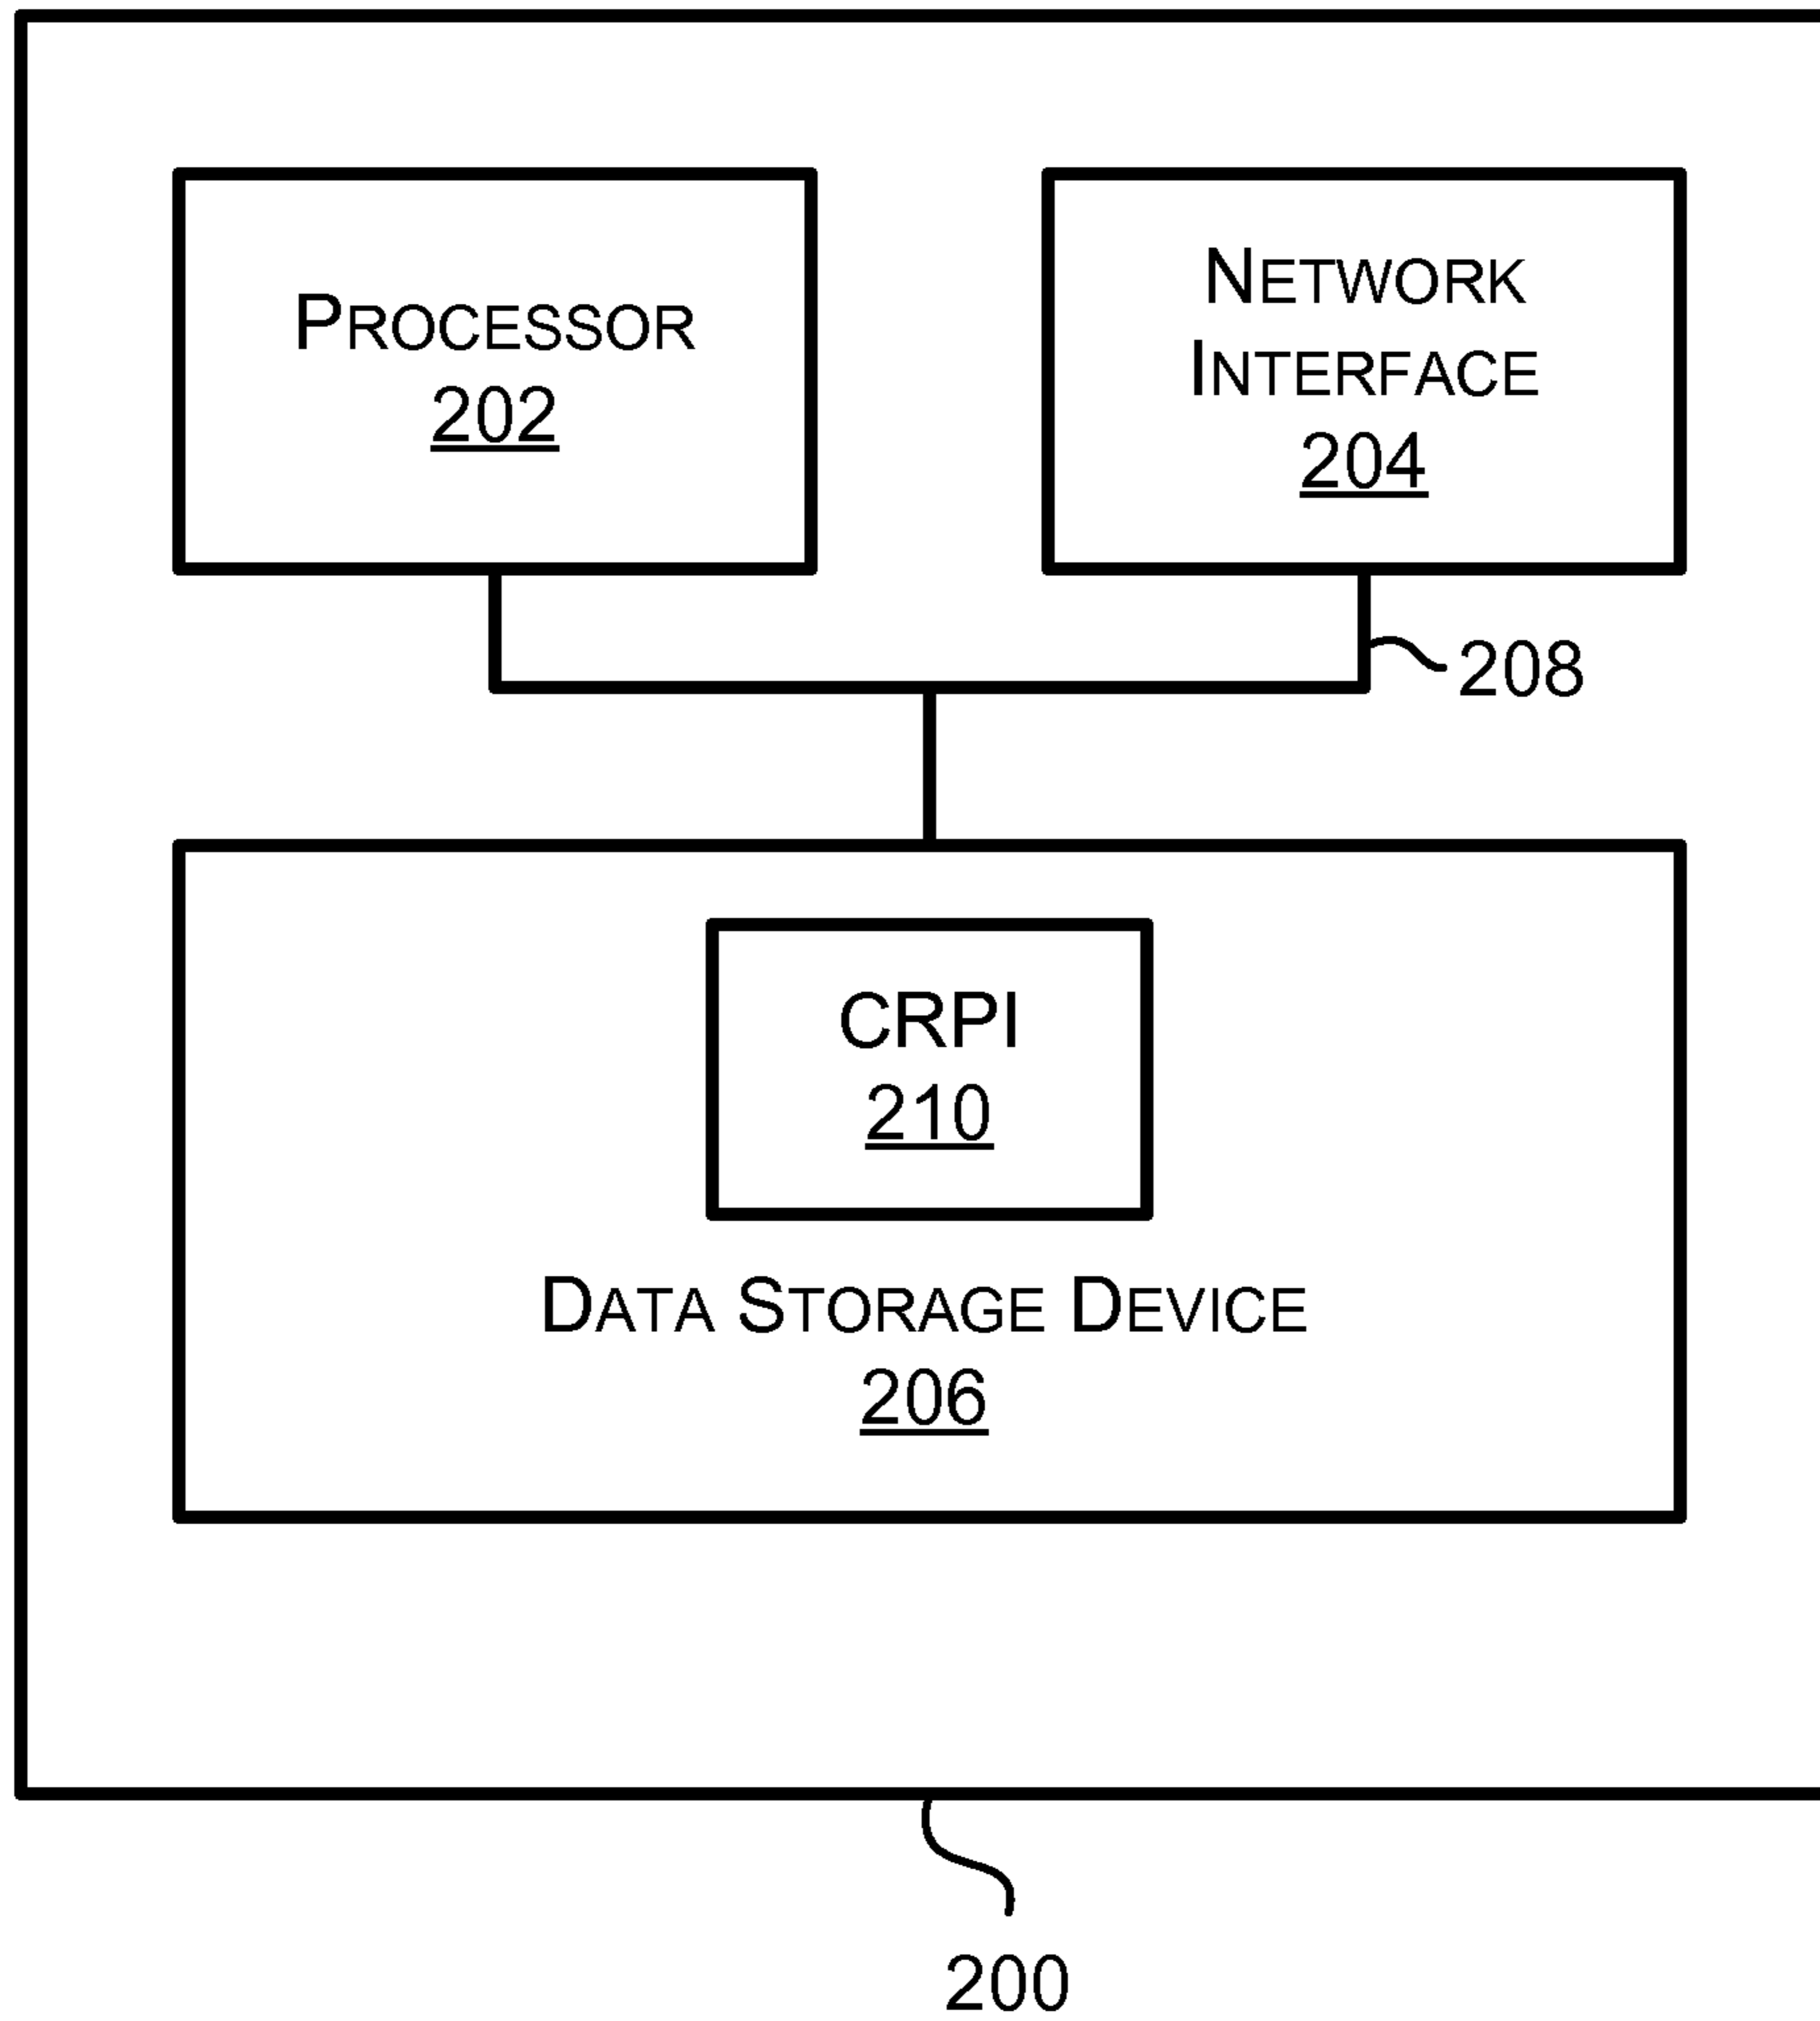 PROCESSOR
202
NETWORK
INTERFACE
204
208
CRPI
210
DATA STORAGE DEVICE
206
200